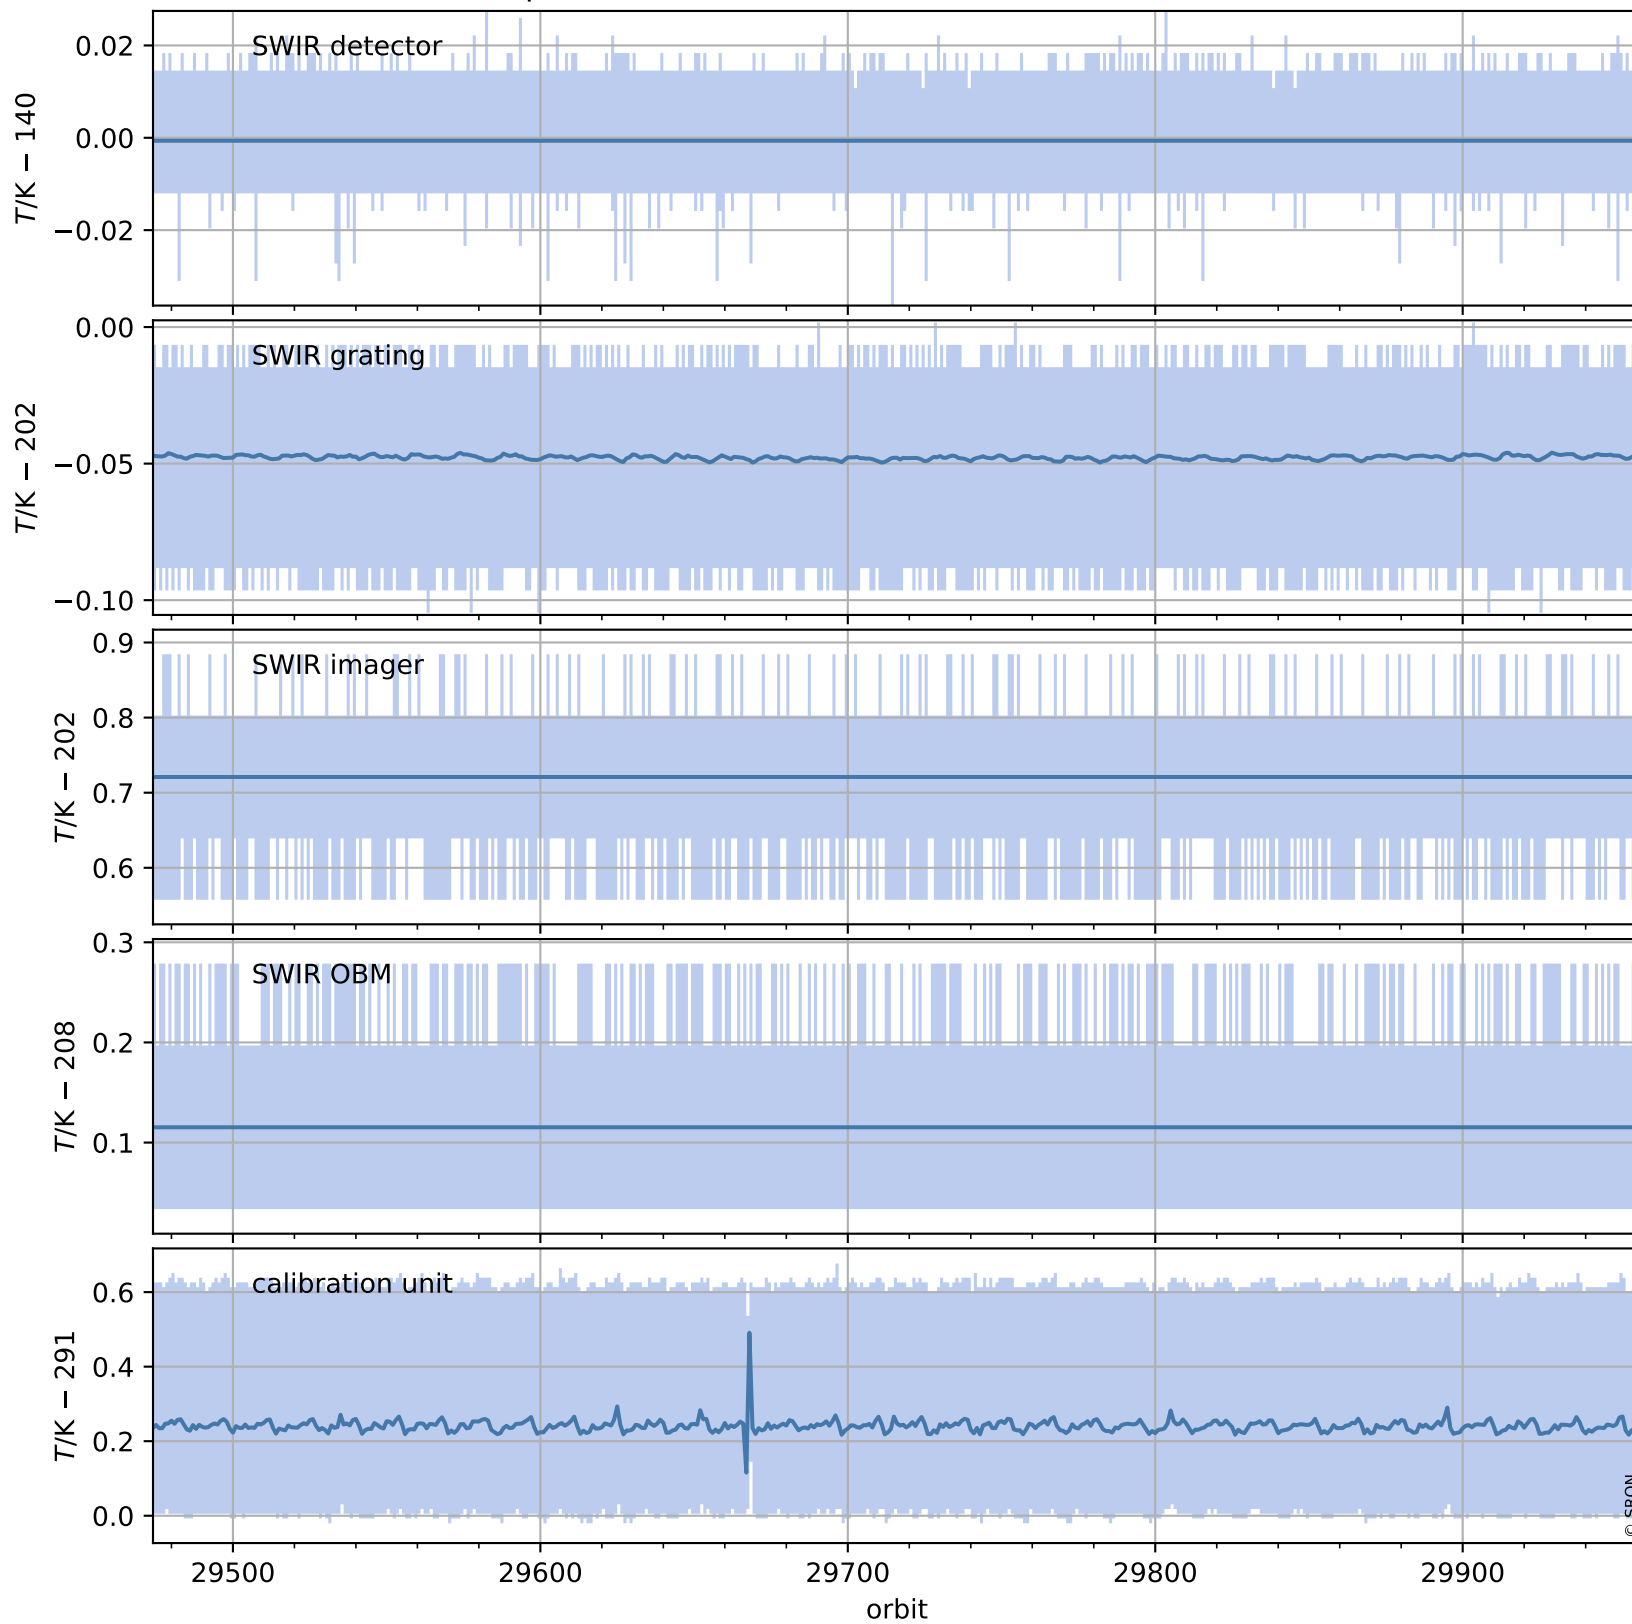 SWIR detector
T/K − 140
0.02
0.00
−0.02
SWIR grating
T/K − 202
0.00
−0.05
−0.10
SWIR imager
T/K − 202
0.9
0.8
0.7
0.6
SWIR OBM
T/K − 208
0.3
0.2
0.1
calibration unit
T/K − 291
0.6
0.4
0.2
0.0
29500 29600 29700 29800 29900
orbit
© SRON